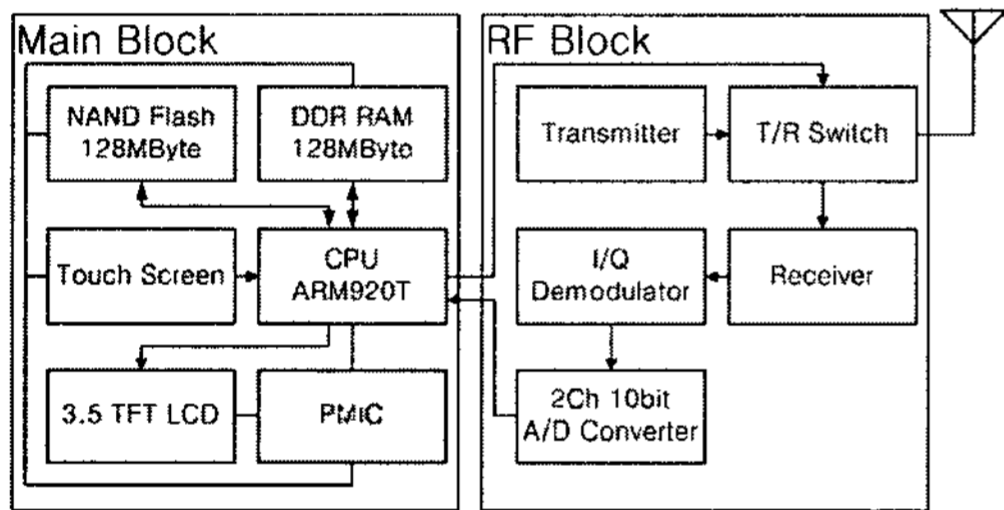 Main Block
RF Block
NAND Flash
128MByte
DDR RAM
128MByte
Transmitter
T/R Switch
Touch Screen
CPU
ARM920T
I/Q
Demodulator
Receiver
3.5 TFT LCD
PMIC
2Ch 10bit
A/D Converter